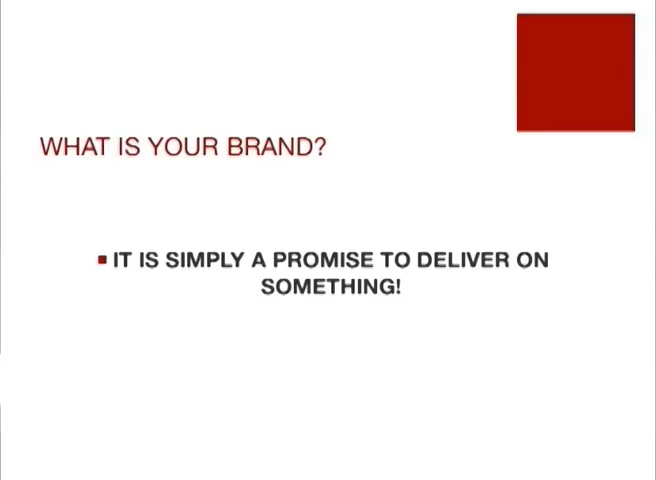 WHAT IS YOUR BRAND?
IT IS SIMPLY A PROMISE TO DELIVER ON
SOMETHING!